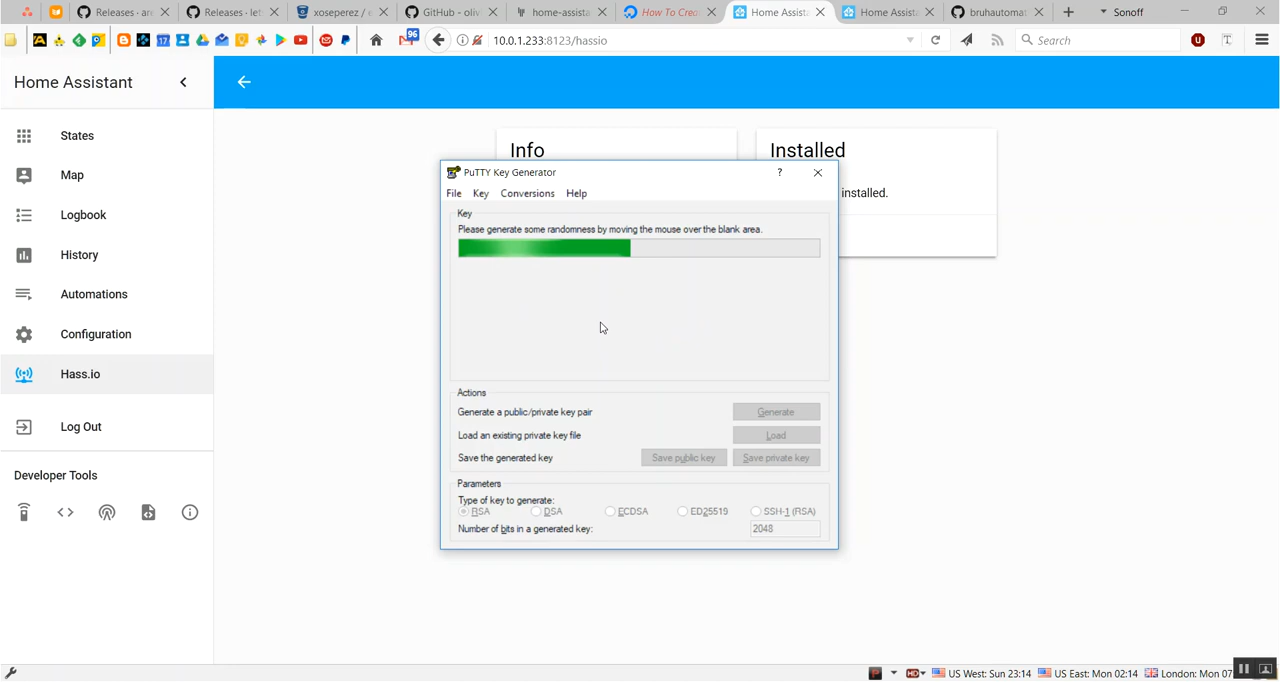 Releases - are
Releases - let
xoseperez / e
GitHub - oliv
home-assista
How To Crea
Home Assist
Home Assist
bruhautomat
Sonoff
17
96
10.0.1.233:8123/hassio
Search
Home Assistant
States
Map
Logbook
History
Automations
Configuration
Hass.io
Log Out
Developer Tools
Info
Installed
installed.
PuTTY Key Generator
?
File Key Conversions Help
Key
Please generate some randomness by moving the mouse over the blank area.
Actions
Generate a public/private key pair
Generate
Load an existing private key file
Load
Save the generated key
Save public key
Save private key
Parameters
Type of key to generate:
RSA
DSA
ECDSA
ED25519
SSH-1 (RSA)
Number of bits in a generated key:
2048
US West: Sun 23:14
US East: Mon 02:14
London: Mon 07